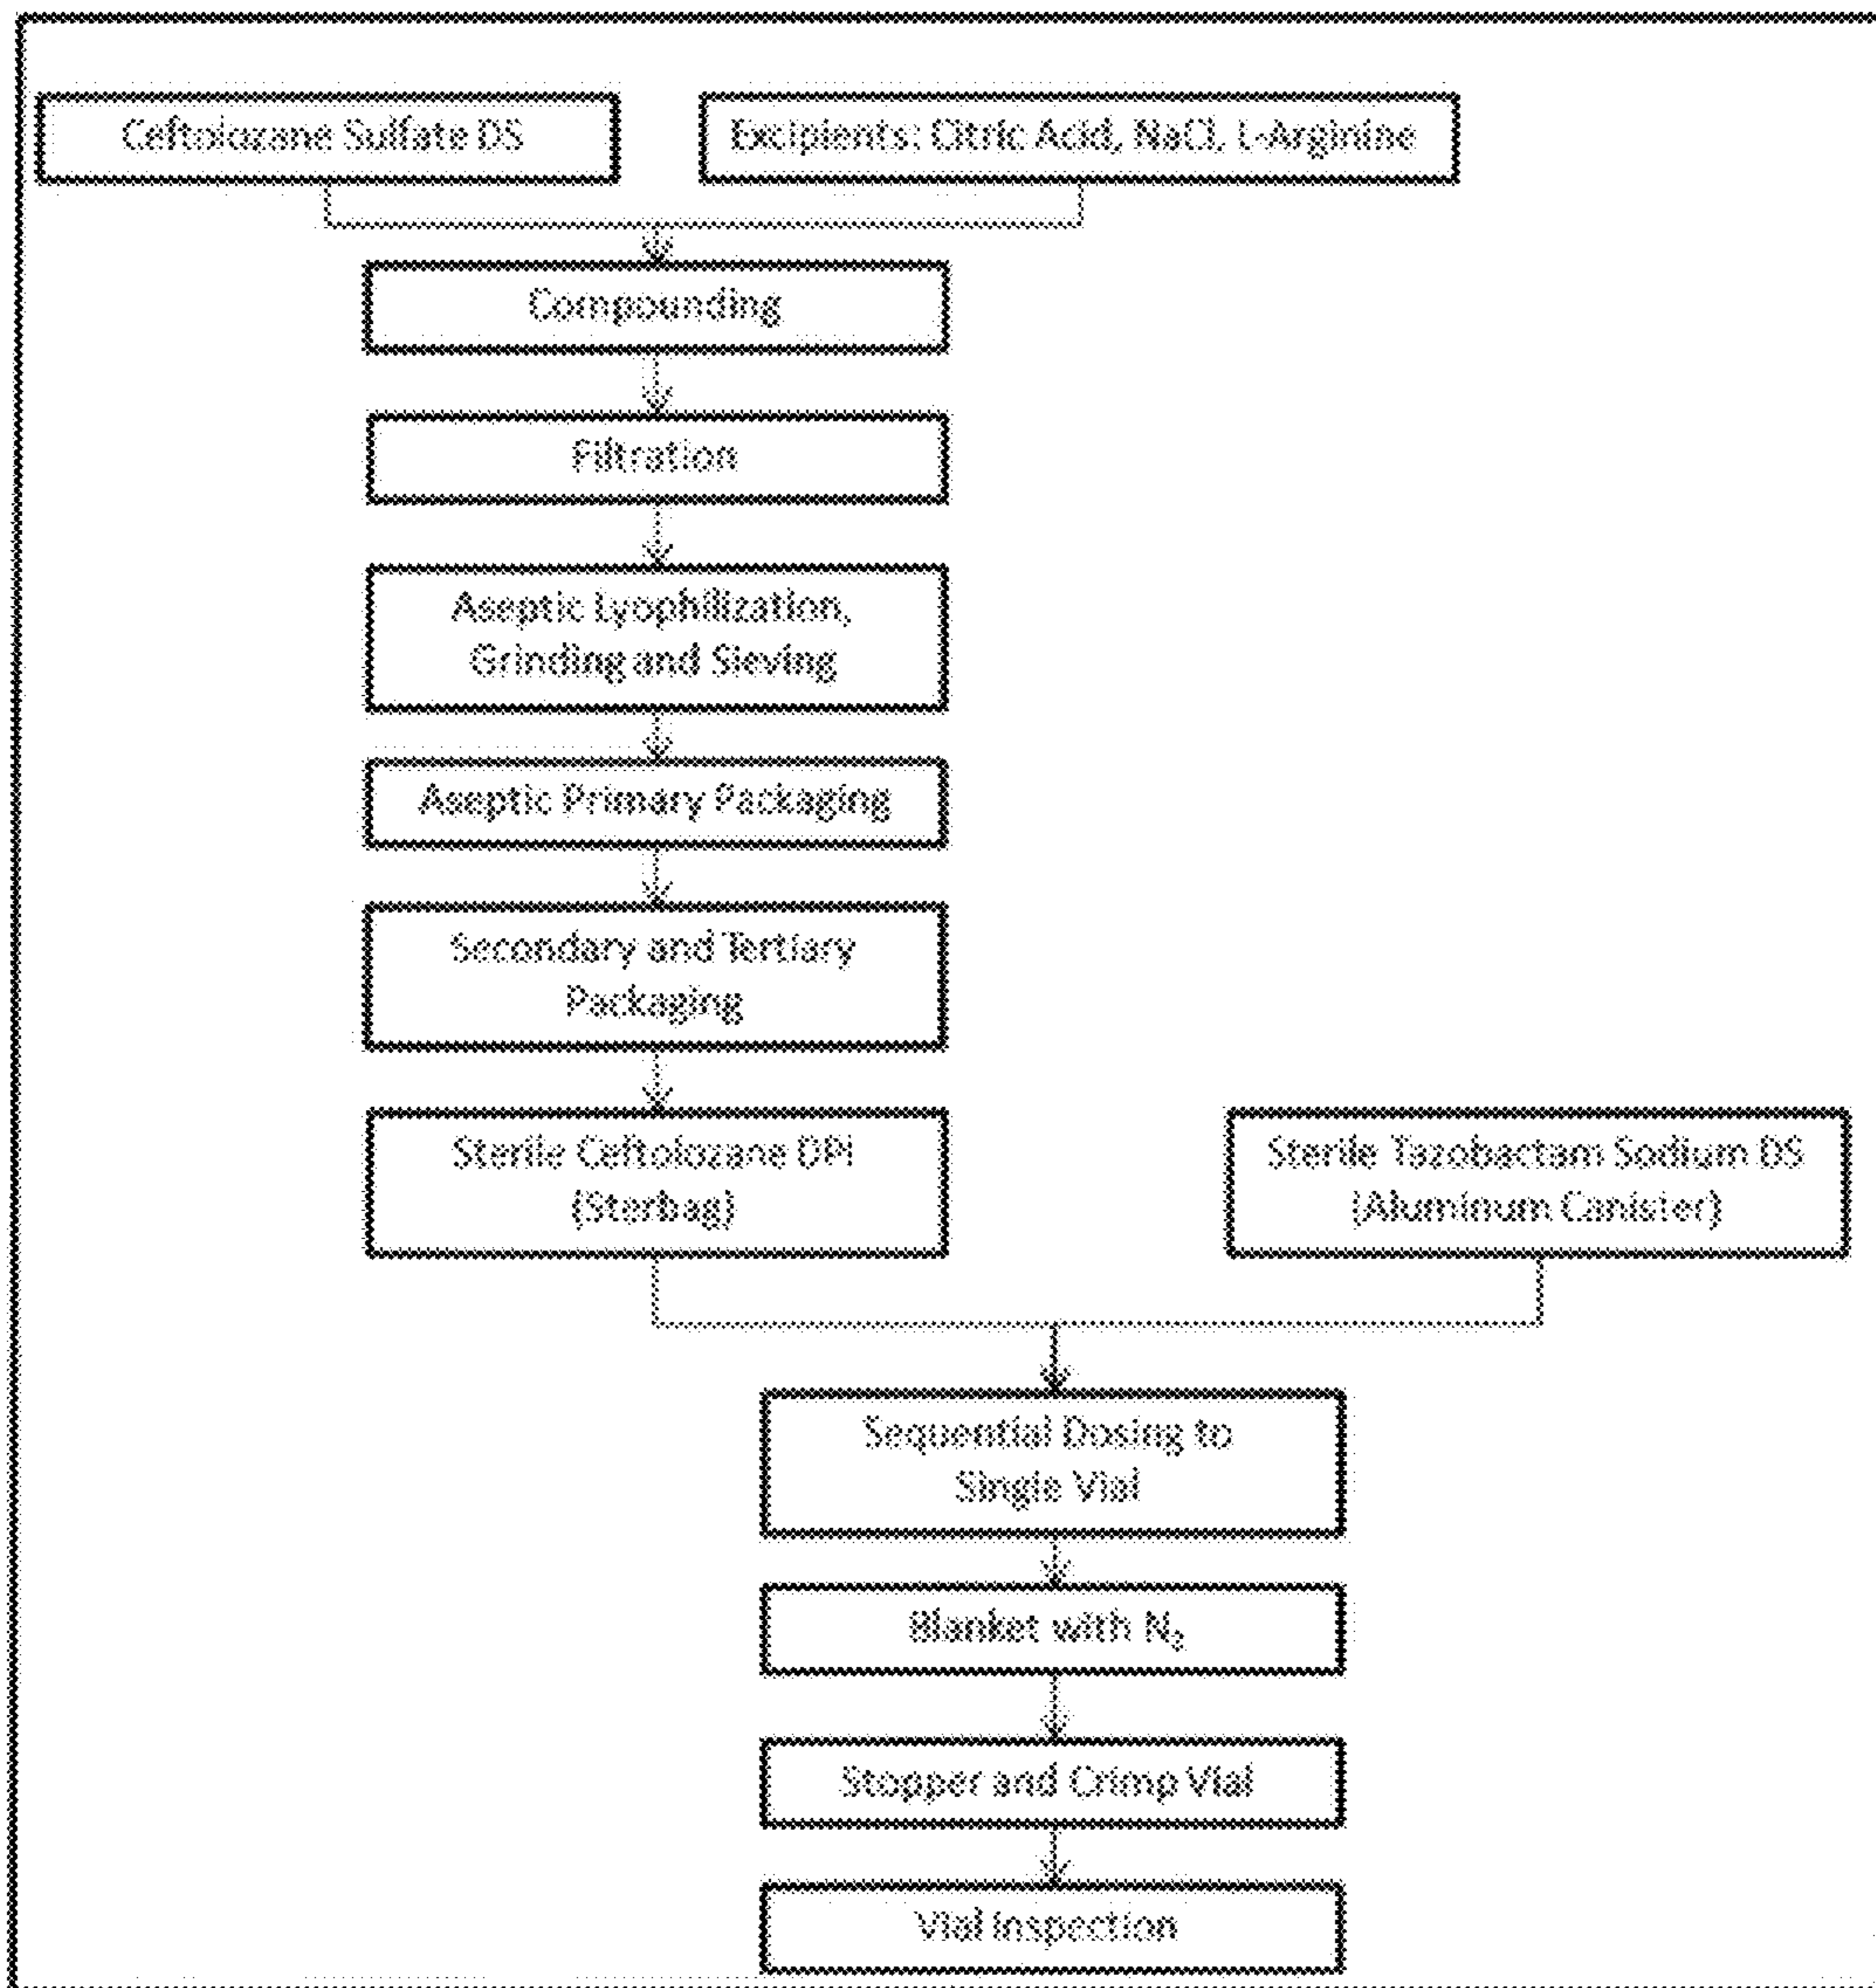 Ceftolozane Sulfate DS
Excipients: Citric Acid, NaCl, L-Arginine
Compounding
Filtration
Aseptic Lyophilization,
Grinding and Sieving
Aseptic Primary Packaging
Secondary and Tertiary
Packaging
Sterile Ceftolozane DPI
(Sterbag)
Sterile Tazobactam Sodium DS
(Aluminum Canister)
Sequential Dosing to
Single Vial
Blanket with N₂
Stopper and Crimp Vial
Vial Inspection